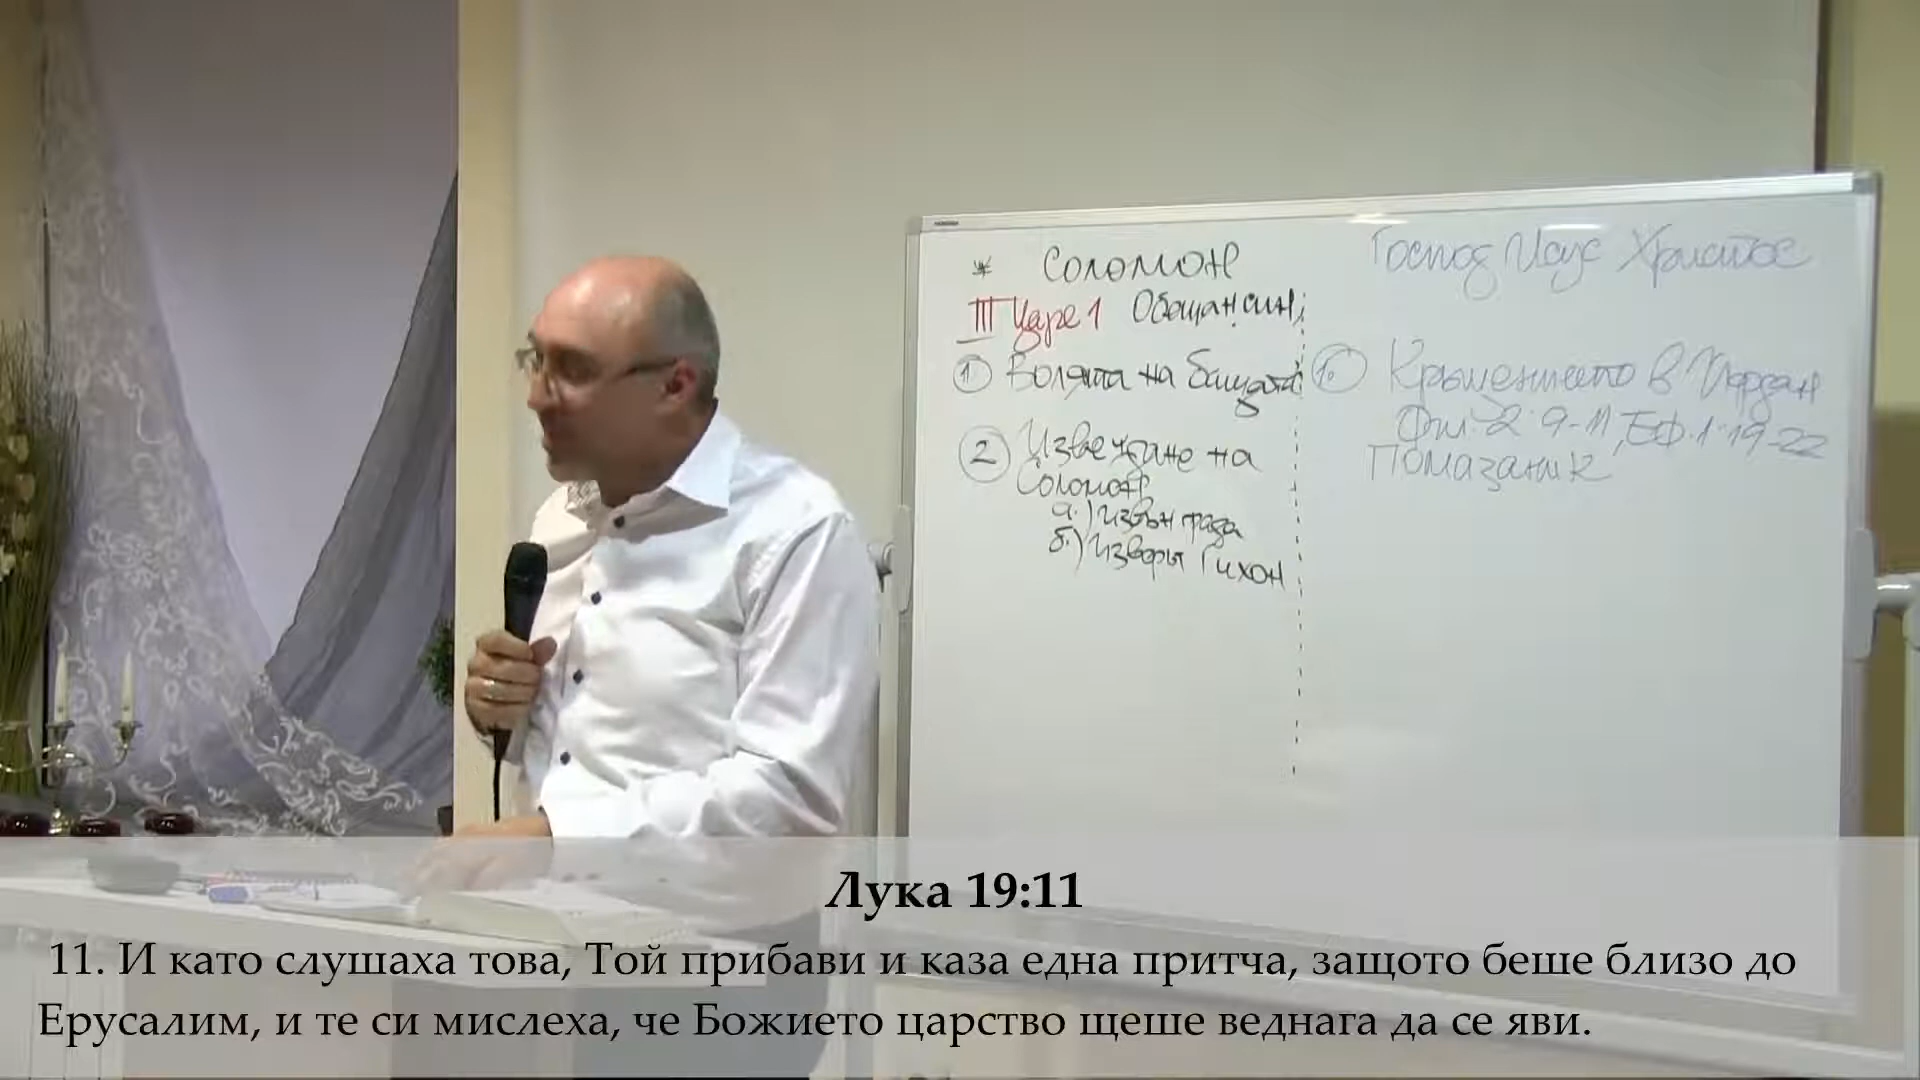 * Соломон
III Царе 1 Обещан син
1. Волята на бащата
2 Извеждане на
Соломон
а.) извън града
б.) Извора Гихон
Господ Исус Христос
1. Кръщението в Йордан
Фил. 2:9-11, Еф. 1:19-22
Помазаник
Лука 19:11
11. И като слушаха това, Той прибави и каза една притча, защото беше близо до
Ерусалим, и те си мислеха, че Божието царство щеше веднага да се яви.